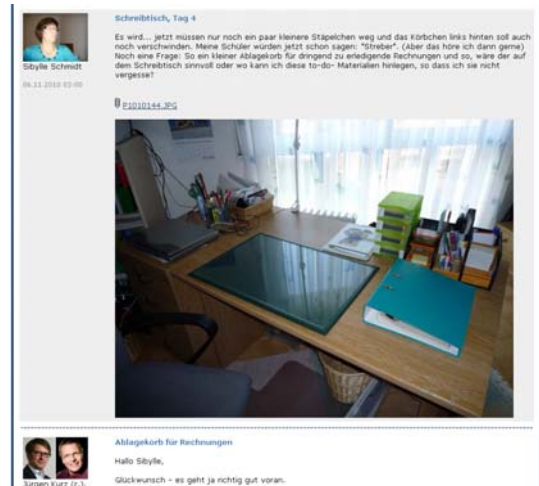 Schreibtisch, Tag 4
Es wird... jetzt müssen nur noch ein paar kleinere Stäpelchen weg und das Körbchen links hinten soll auch
noch verschwinden. Meine Schüler würden jetzt schon sagen: "Streber". (Aber das höre ich dann gerne)
Noch eine Frage: So ein kleiner Ablagekorb für dringend zu erledigende Rechnungen und so, wäre der auf
dem Schreibtisch sinnvoll oder wo kann ich diese to-do- Materialien hinlegen, so dass ich sie nicht
vergesse?
Sibylle Schmidt
06.11.2010 02:00
P1010144.JPG
Ablagekorb für Rechnungen
Hallo Sibylle,
Glückwunsch - es geht ja richtig gut voran.
Jürgen Kurz (r.),